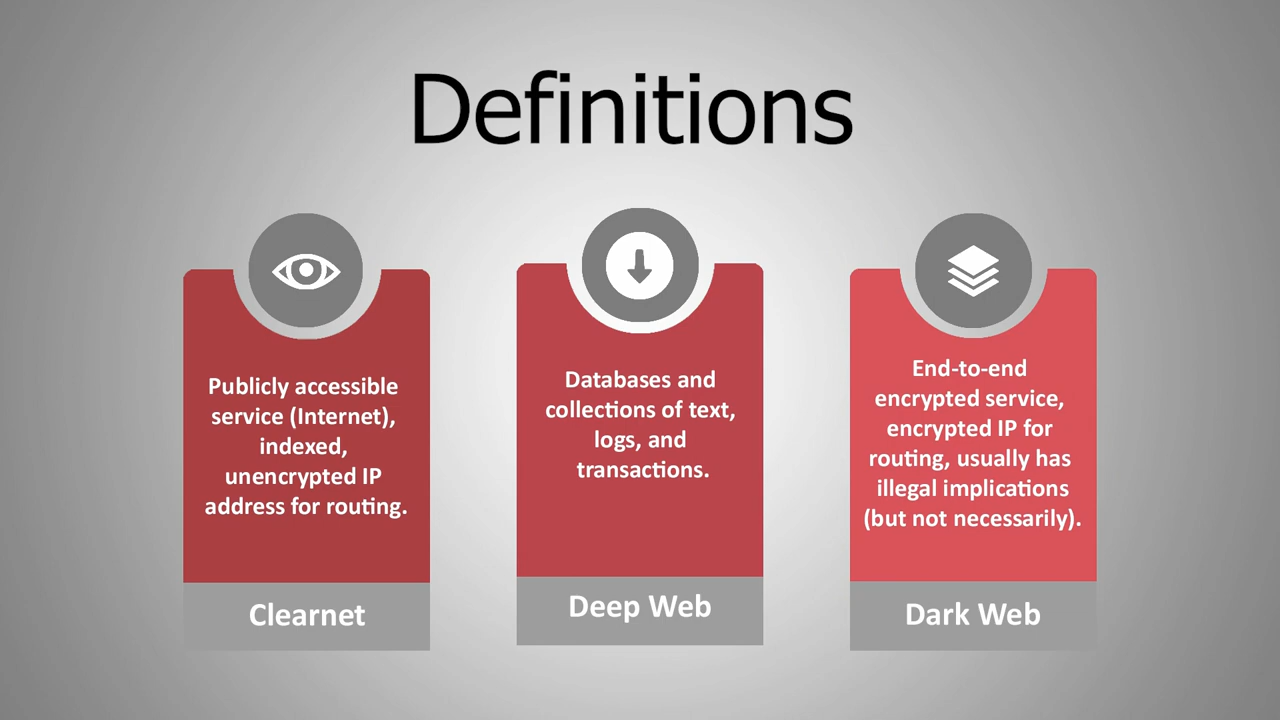 Definitions
Publicly accessible
service (Internet),
indexed,
unencrypted IP
address for routing.
Clearnet
Databases and
collections of text,
logs, and
transactions.
Deep Web
End-to-end
encrypted service,
encrypted IP for
routing, usually has
illegal implications
(but not necessarily).
Dark Web